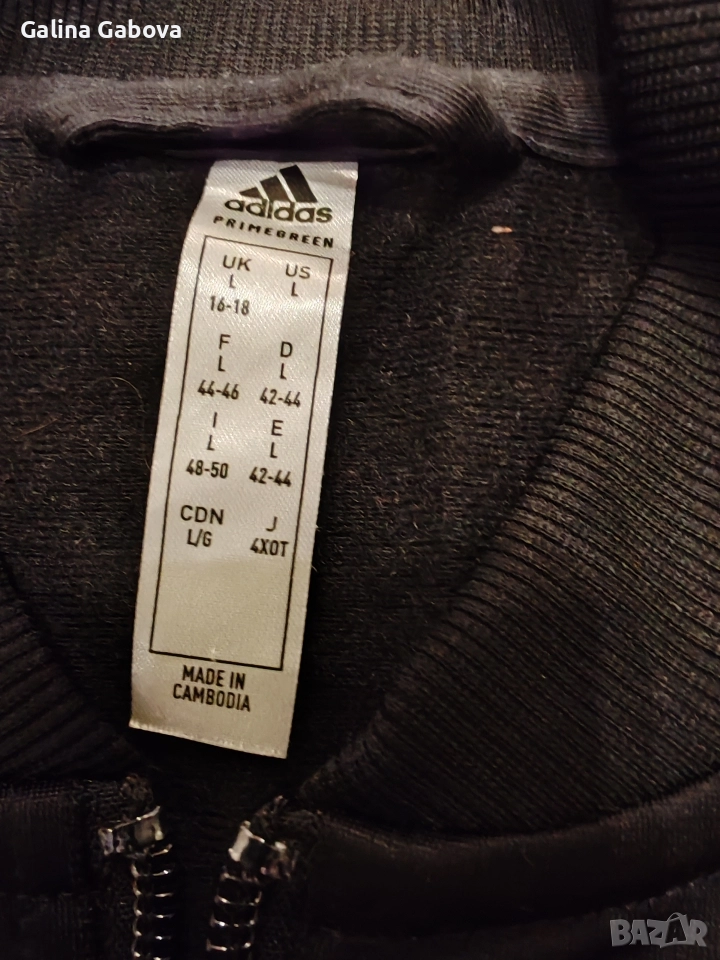 Galina Gabova
adidas
PRIMEGREEN
UK US
L L
16-18
F D
L L
44-46 42-44
I E
L L
48-50 42-44
CDN J
L/G 4XOT
MADE IN
CAMBODIA
BAZAR